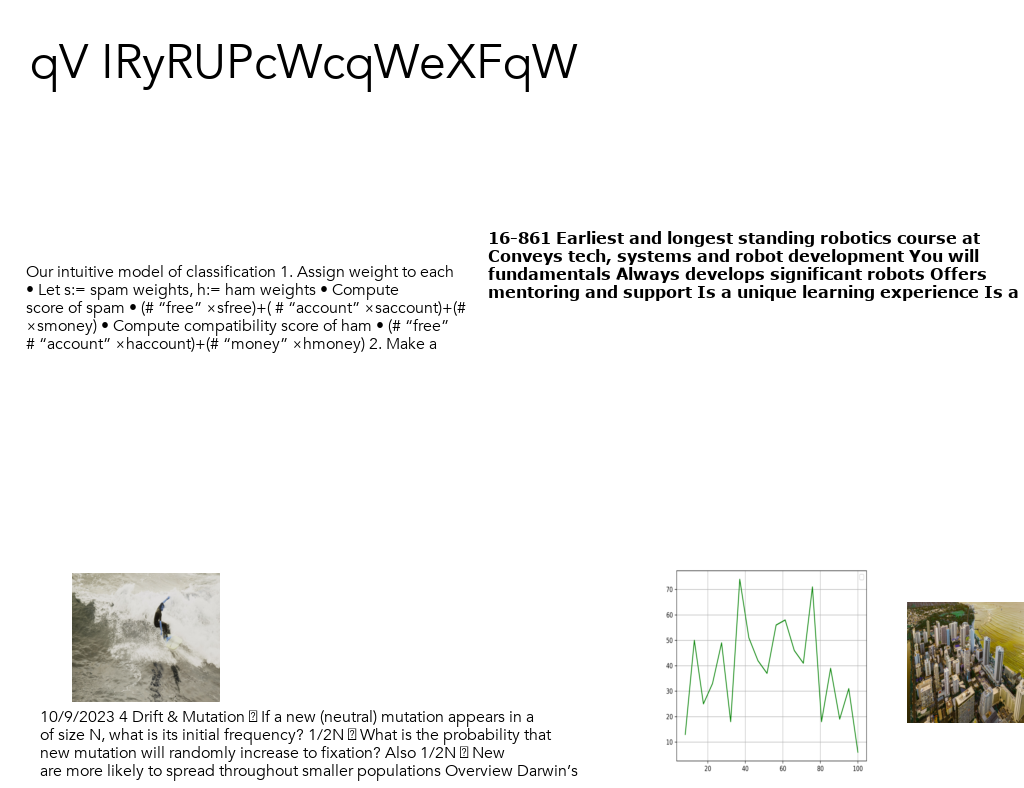 qV IRyRUPcWcqWeXFqW
16-861 Earliest and longest standing robotics course at
Conveys tech, systems and robot development You will
fundamentals Always develops significant robots Offers
mentoring and support Is a unique learning experience Is a
Our intuitive model of classification 1. Assign weight to each
• Let s:= spam weights, h:= ham weights • Compute
score of spam • (# “free” ×sfree)+( # “account” ×saccount)+(#
×smoney) • Compute compatibility score of ham • (# “free”
# “account” ×haccount)+(# “money” ×hmoney) 2. Make a
70
60
50
40
30
20
10
20 40 60 80 100
10/9/2023 4 Drift & Mutation ⍰ If a new (neutral) mutation appears in a
of size N, what is its initial frequency? 1/2N ⍰ What is the probability that
new mutation will randomly increase to fixation? Also 1/2N ⍰ New
are more likely to spread throughout smaller populations Overview Darwin’s